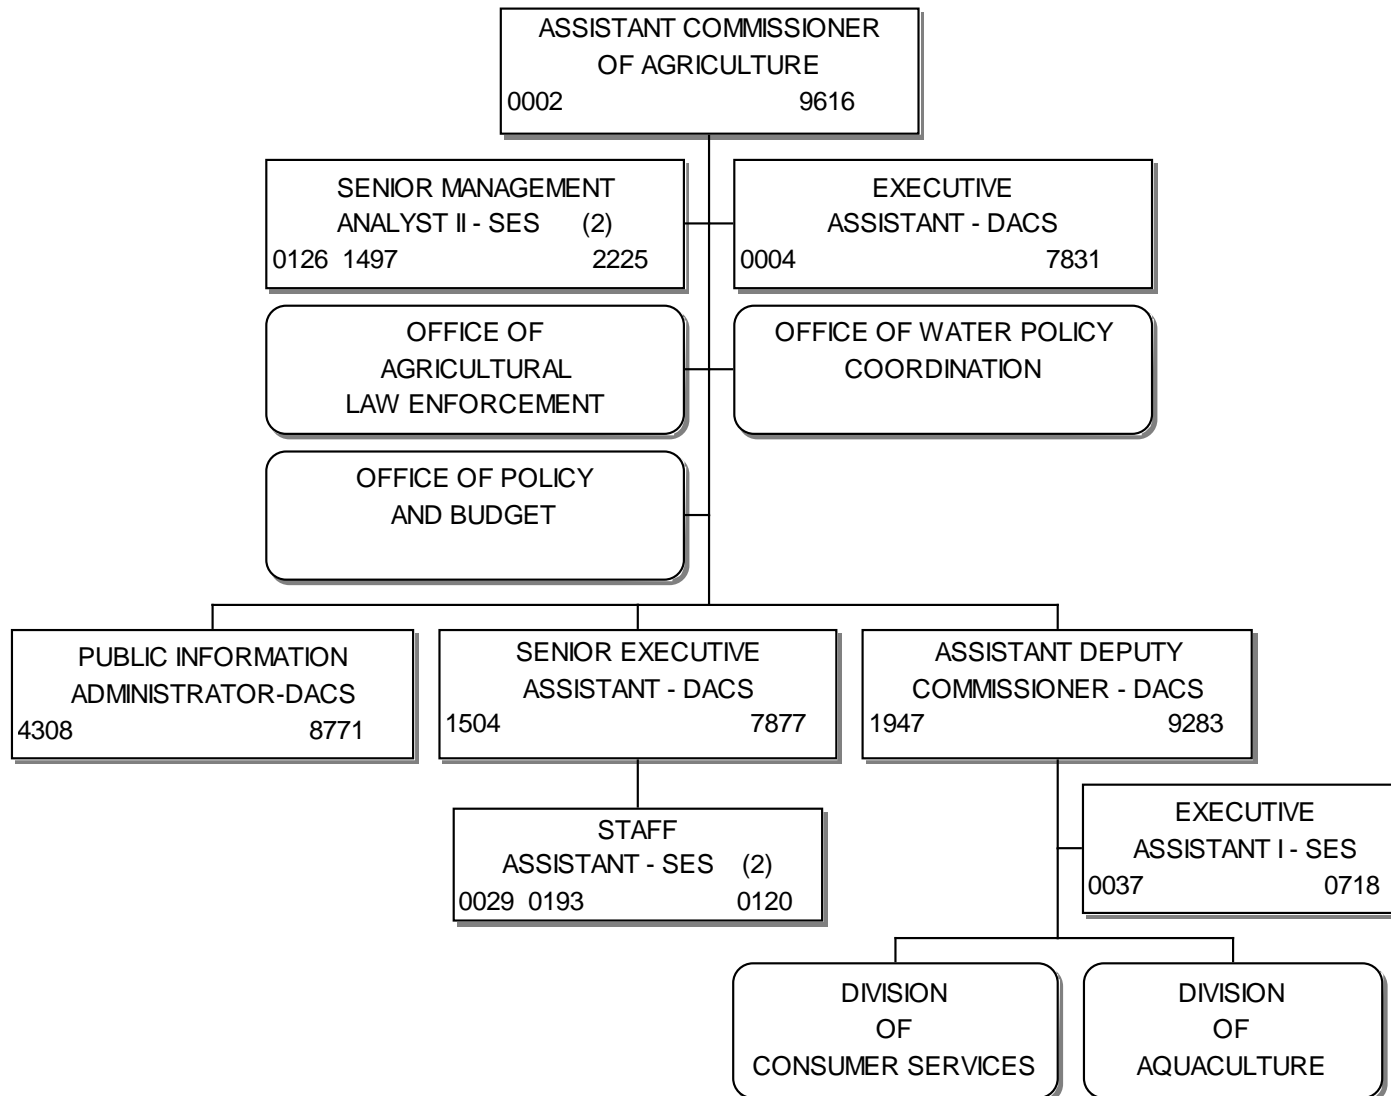 ASSISTANT COMMISSIONER
OF AGRICULTURE
0002 9616
SENIOR MANAGEMENT
ANALYST II - SES (2)
0126 1497 2225
EXECUTIVE
ASSISTANT - DACS
0004 7831
OFFICE OF
AGRICULTURAL
LAW ENFORCEMENT
OFFICE OF WATER POLICY
COORDINATION
OFFICE OF POLICY
AND BUDGET
PUBLIC INFORMATION
ADMINISTRATOR-DACS
4308 8771
SENIOR EXECUTIVE
ASSISTANT - DACS
1504 7877
ASSISTANT DEPUTY
COMMISSIONER - DACS
1947 9283
STAFF
ASSISTANT - SES (2)
0029 0193 0120
EXECUTIVE
ASSISTANT I - SES
0037 0718
DIVISION
OF
CONSUMER SERVICES
DIVISION
OF
AQUACULTURE